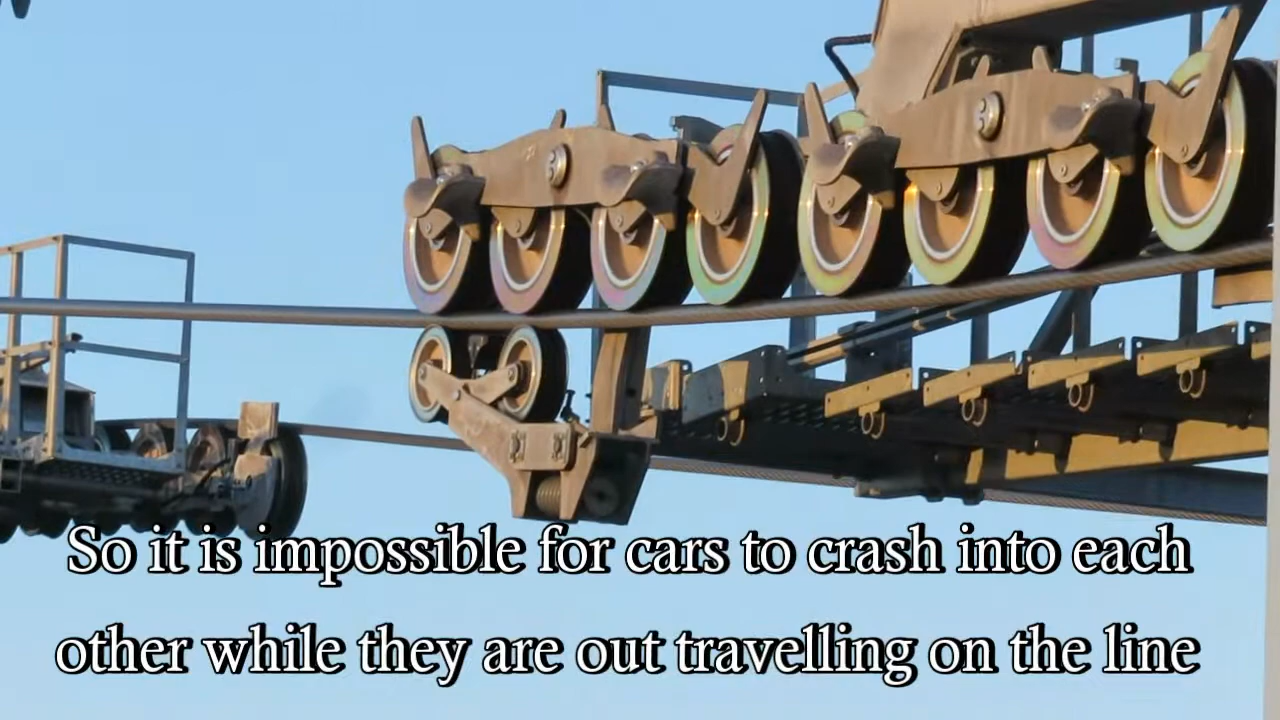 So it is impossible for cars to crash into each
other while they are out travelling on the line